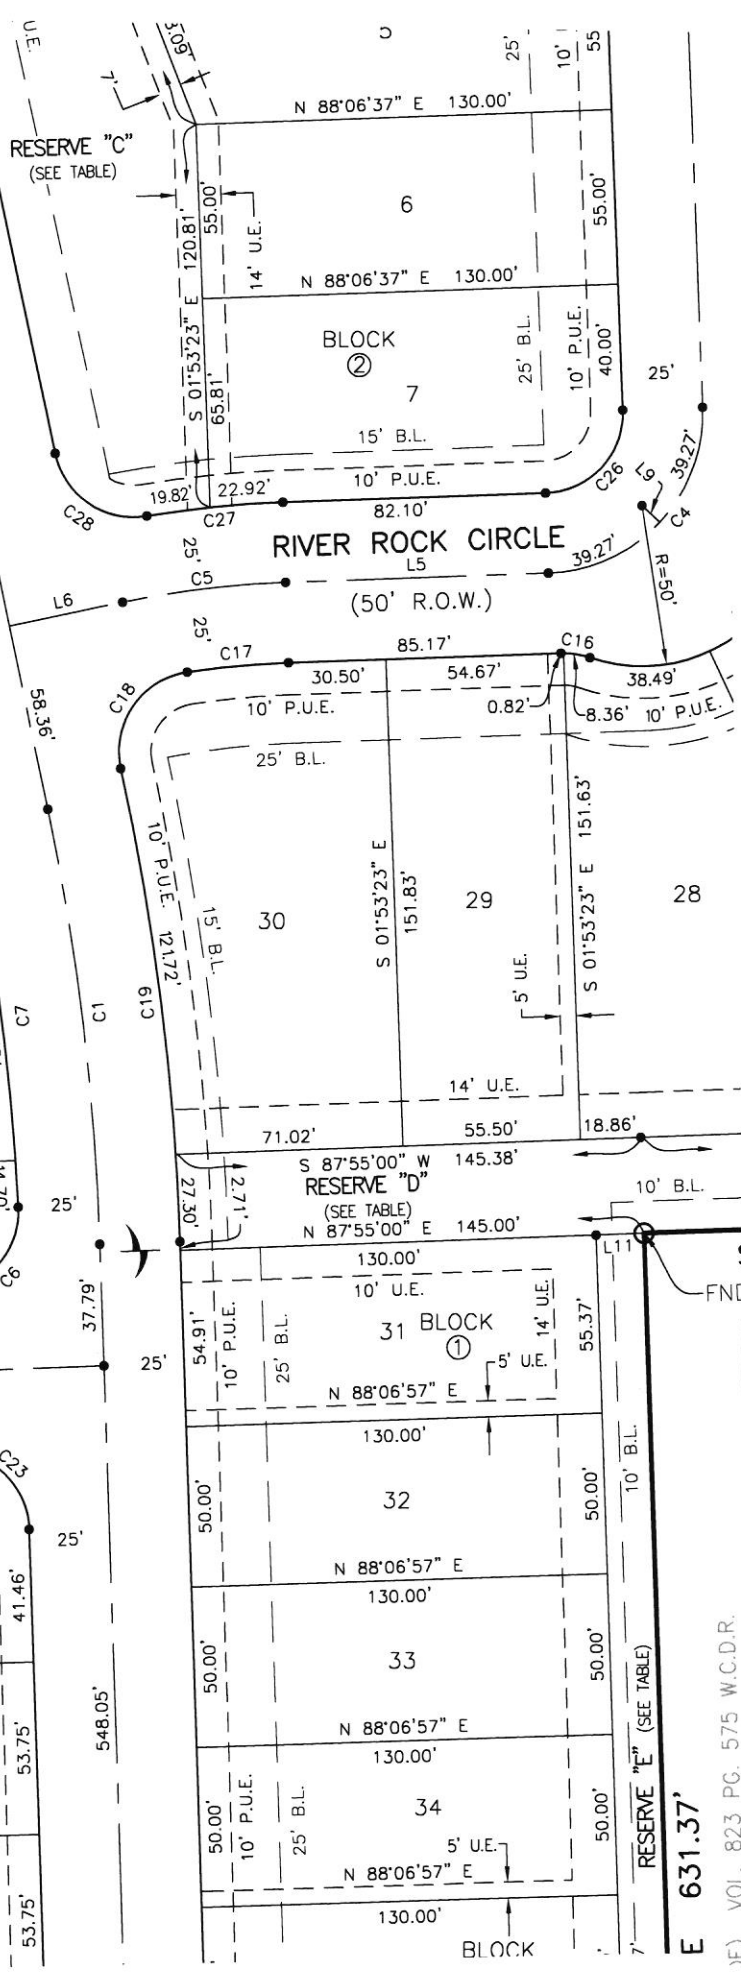 U.E.
3.09'
25'
10'
55
7'
N 88°06'37" E 130.00'
RESERVE "C"
(SEE TABLE)
120.81'
55.00'
14' U.E.
6
55.00'
N 88°06'37" E 130.00'
S 01°53'23" E
65.81'
BLOCK
2
7
25' B.L.
10' P.U.E.
40.00'
25'
15' B.L.
10' P.U.E.
39.27'
L9
C4
C26
C28
19.82'
22.92'
C27
82.10'
RIVER ROCK CIRCLE
39.27'
R=50'
25'
C5
L5
L6
(50' R.O.W.)
25'
C17
85.17'
C16
30.50'
54.67'
38.49'
C18
58.36'
10' P.U.E.
0.82'
8.36'
10' P.U.E.
25' B.L.
10' P.U.E.
121.72'
15' B.L.
S 01°53'23" E
151.83'
S 01°53'23" E 151.63'
30
29
28
5' U.E.
C7
C1
C19
14' U.E.
71.02'
55.50'
18.86'
S 87°55'00" W 145.38'
RESERVE "D"
(SEE TABLE)
N 87°55'00" E 145.00'
27.30'
2.71'
10' B.L.
25'
C9
L11
FND
130.00'
10' U.E.
37.79'
54.91'
10' P.U.E.
25' B.L.
31
BLOCK
1
14' U.E.
55.37'
25'
5' U.E.
N 88°06'57" E
130.00'
C23
10' B.L.
50.00'
32
50.00'
25'
N 88°06'57" E
130.00'
41.46'
50.00'
33
50.00'
N 88°06'57" E
130.00'
548.05'
53.75'
50.00'
10' P.U.E.
25' B.L.
34
50.00'
RESERVE "E" (SEE TABLE)
5' U.E.
N 88°06'57" E
130.00'
53.75'
BLOCK
E 631.37'
VOL. 823 PG. 575 W.C.D.R.